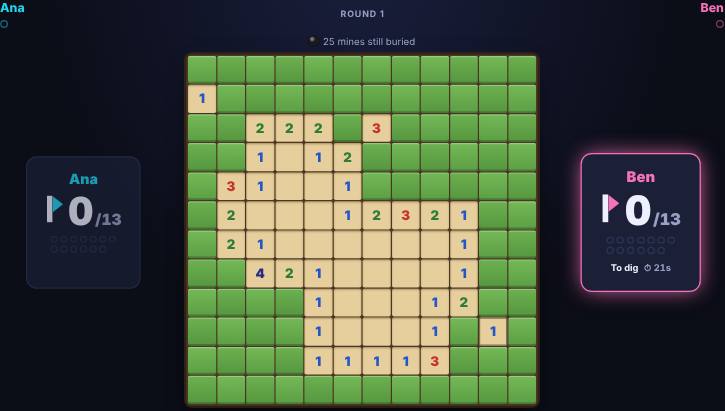 Ana
ROUND 1
Ben
25 mines still buried
1
2 2 2 3
1 1 2
3 1 1
2 1 2 3 2 1
2 1 1
4 2 1 1
1 1 2
1 1 1
1 1 1 1 3
Ana
0/13
Ben
0/13
To dig 21s